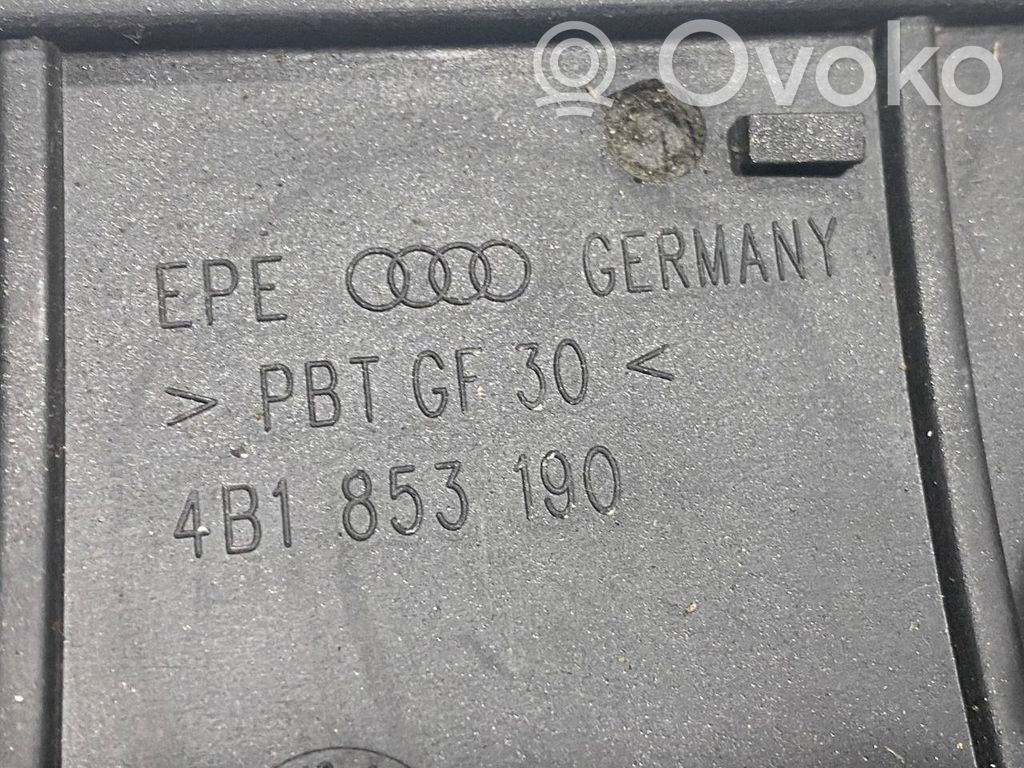 Ovoko
EPE GERMANY
> PBT GF 30 <
4B1 853 190